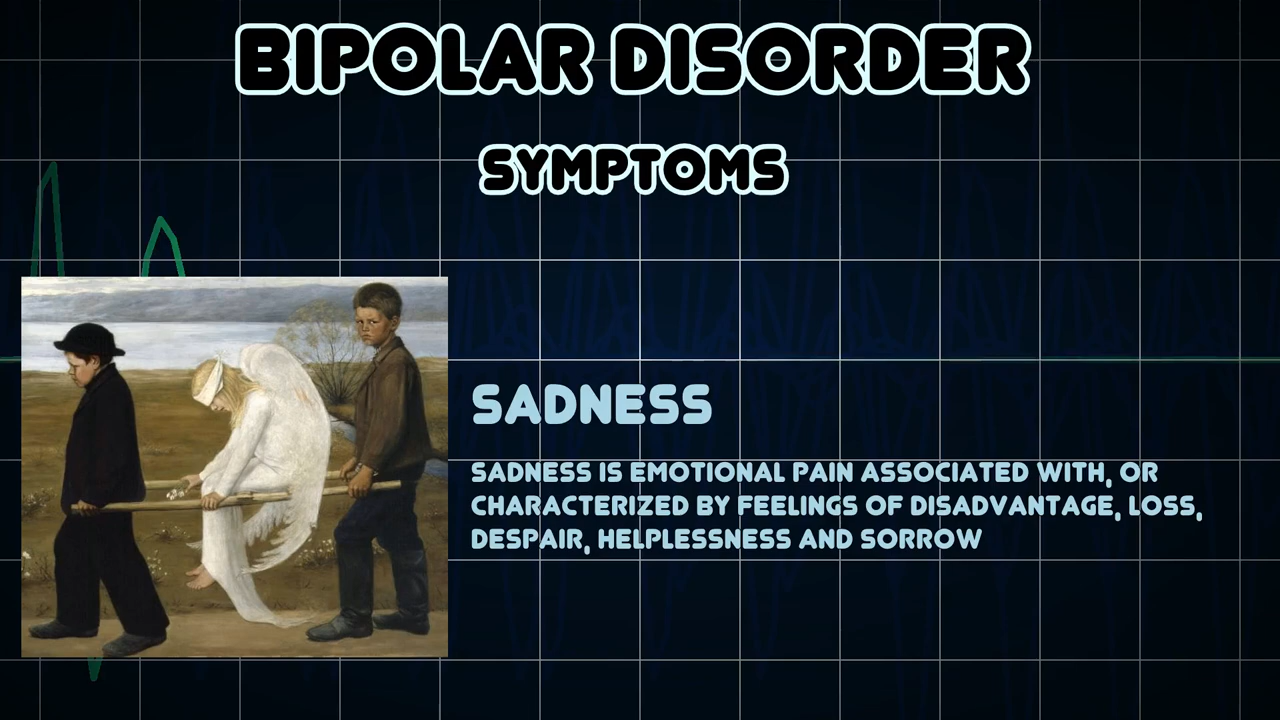 BIPOLAR DISORDER
SYMPTOMS
SADNESS
SADNESS IS EMOTIONAL PAIN ASSOCIATED WITH, OR
CHARACTERIZED BY FEELINGS OF DISADVANTAGE, LOSS,
DESPAIR, HELPLESSNESS AND SORROW